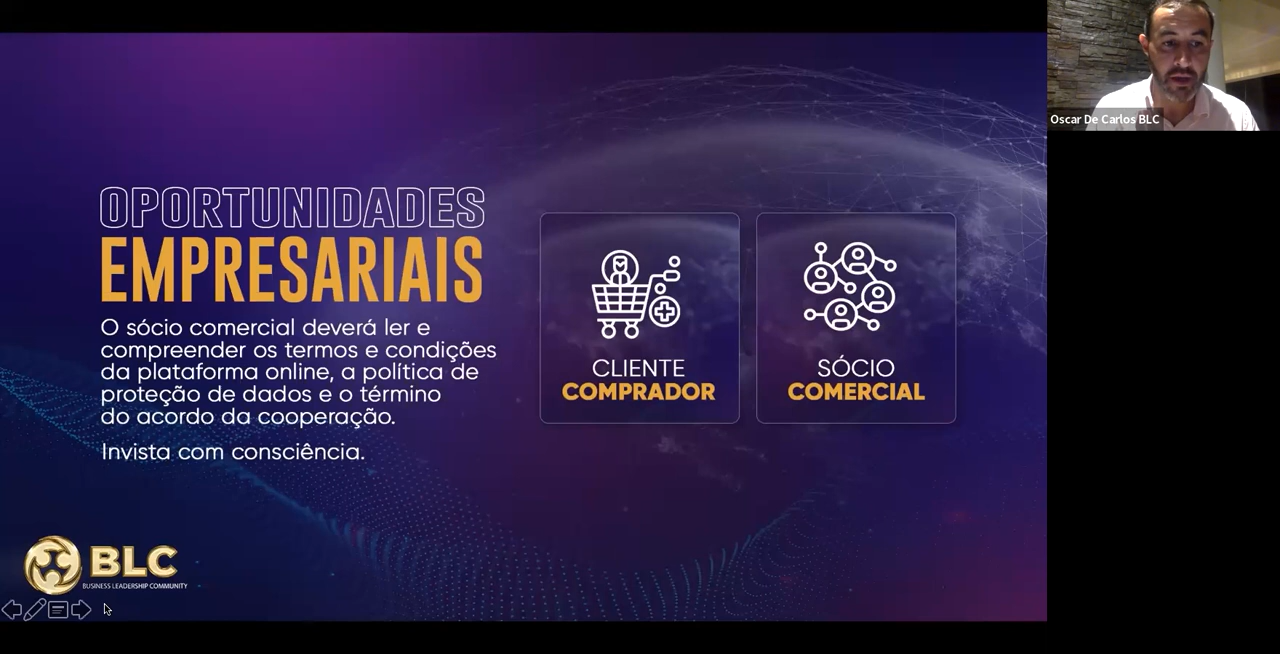 Oscar De Carlos BLC
OPORTUNIDADES
EMPRESARIAIS
O sócio comercial deverá ler e
compreender os termos e condições
da plataforma online, a política de
proteção de dados e o término
do acordo da cooperação.
Invista com consciência.
CLIENTE
COMPRADOR
SÓCIO
COMERCIAL
BLC
BUSINESS LEADERSHIP COMMUNITY